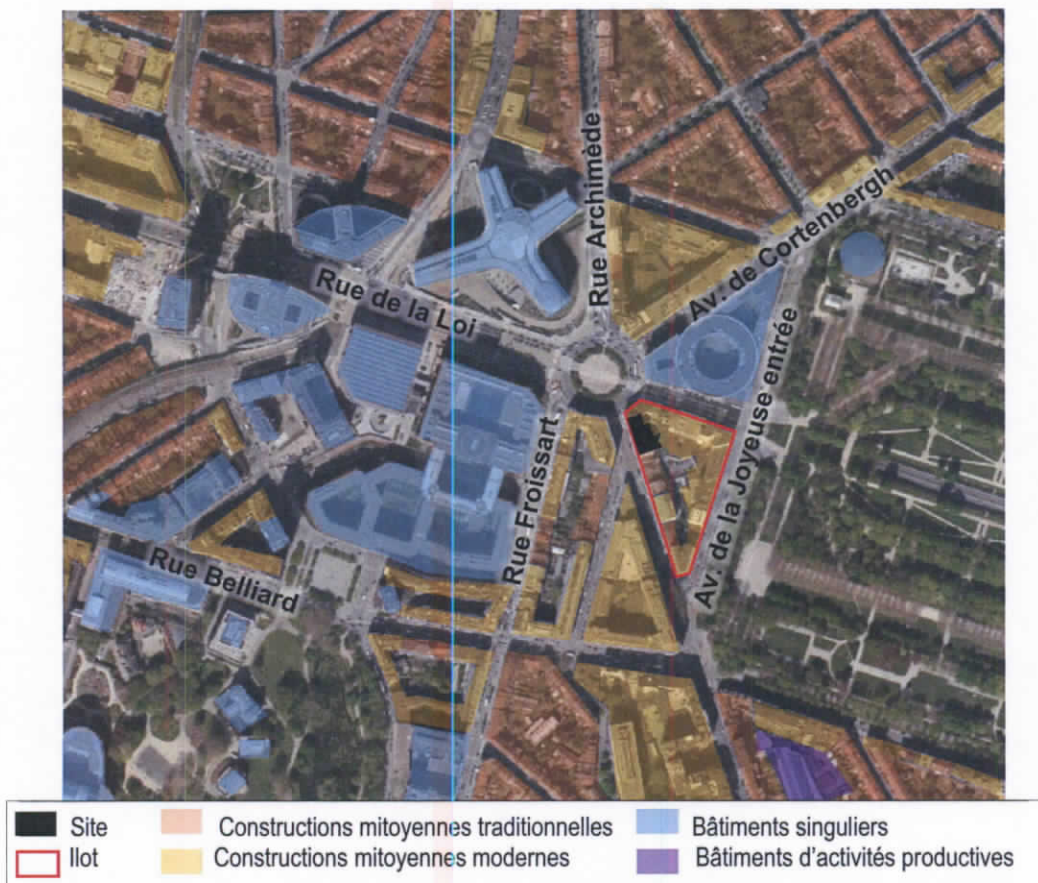 Rue Archimède
Av. de Cortenbergh
Rue de la Loi
Av. de la Joyeuse entrée
Rue Froissart
Rue Belliard
Site
Constructions mitoyennes traditionnelles
Bâtiments singuliers
Ilot
Constructions mitoyennes modernes
Bâtiments d'activités productives